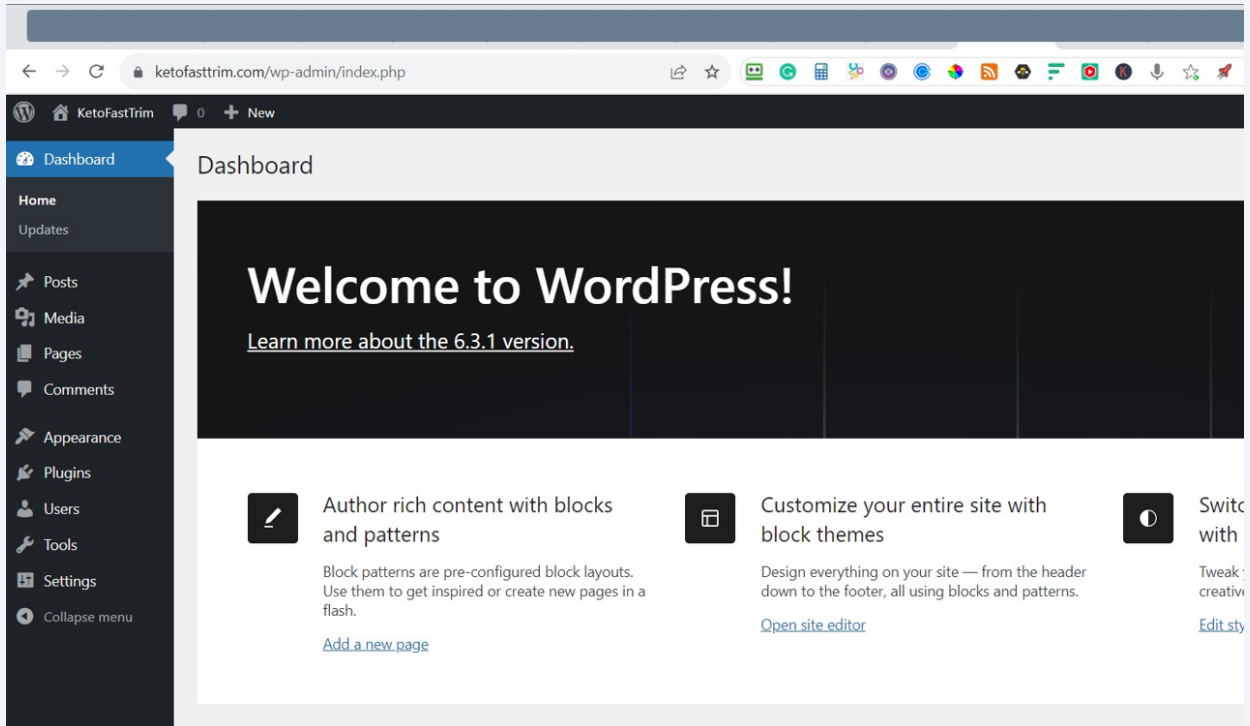 ketofasttrim.com/wp-admin/index.php
KetoFastTrim 0 New
Dashboard
Home
Updates
Posts
Media
Pages
Comments
Appearance
Plugins
Users
Tools
Settings
Collapse menu
Dashboard
Welcome to WordPress!
Learn more about the 6.3.1 version.
Author rich content with blocks
and patterns
Block patterns are pre-configured block layouts.
Use them to get inspired or create new pages in a
flash.
Add a new page
Customize your entire site with
block themes
Design everything on your site — from the header
down to the footer, all using blocks and patterns.
Open site editor
with
Tweak
Edit